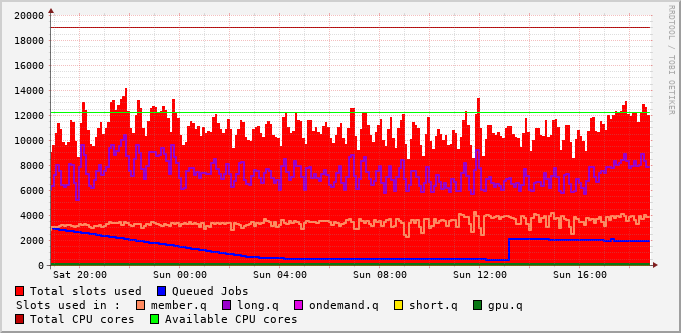 20000
18000
16000
14000
12000
10000
8000
6000
4000
2000
0
Sat 20:00 Sun 00:00 Sun 04:00 Sun 08:00 Sun 12:00 Sun 16:00
Total slots used Queued Jobs
Slots used in : member.q long.q ondemand.q short.q gpu.q
Total CPU cores Available CPU cores
RRDTOOL / TOBI OETIKER